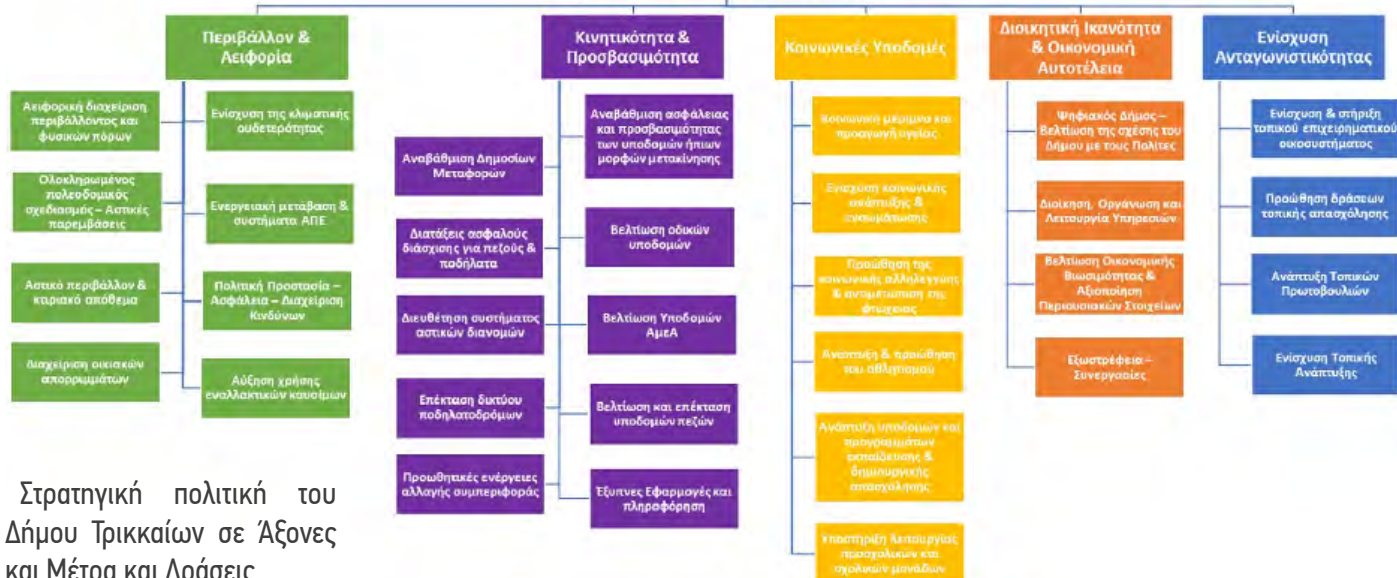 Περιβάλλον &
Αειφορία
Αειφορική διαχείριση
περιβάλλοντος και
φυσικών πόρων
Ενίσχυση της κλιματικής
ουδετερότητας
Ολοκληρωμένος
πολεοδομικός
σχεδιασμός – Αστικές
παρεμβάσεις
Ενεργειακή μετάβαση &
συστήματα ΑΠΕ
Αστικό περιβάλλον &
κτιριακό απόθεμα
Πολιτική Προστασία –
Ασφάλεια – Διαχείριση
Κινδύνων
Διαχείριση οικιακών
απορριμμάτων
Αύξηση χρήσης
εναλλακτικών καυσίμων
Κινητικότητα &
Προσβασιμότητα
Αναβάθμιση Δημοσίων
Μεταφορών
Αναβάθμιση ασφάλειας
και προσβασιμότητας
των υποδομών ήπιων
μορφών μετακίνησης
Διατάξεις ασφαλούς
διάσχισης για πεζούς &
ποδήλατα
Βελτίωση οδικών
υποδομών
Διευθέτηση συστήματος
αστικών διανομών
Βελτίωση Υποδομών
ΑμεΑ
Επέκταση δικτύου
ποδηλατοδρόμων
Βελτίωση και επέκταση
υποδομών πεζών
Προωθητικές ενέργειες
αλλαγής συμπεριφοράς
Έξυπνες Εφαρμογές και
πληροφόρηση
Κοινωνικές Υποδομές
Κοινωνική μέριμνα και
προαγωγή υγείας
Ενίσχυση κοινωνικής
ανάπτυξης &
ενσωμάτωσης
Προώθηση της
κοινωνικής αλληλεγγύης
& αντιμετώπιση της
φτώχειας
Ανάπτυξη & προώθηση
του αθλητισμού
Ανάπτυξη υποδομών και
προγραμμάτων
εκπαίδευσης &
δημιουργικής
απασχόλησης
Υποστήριξη λειτουργίας
προσχολικών και
σχολικών μονάδων
Διοικητική Ικανότητα
& Οικονομική
Αυτοτέλεια
Ψηφιακός Δήμος –
Βελτίωση της σχέσης του
Δήμου με τους Πολίτες
Διοίκηση, Οργάνωση και
Λειτουργία Υπηρεσιών
Βελτίωση Οικονομικής
Βιωσιμότητας &
Αξιοποίηση
Περιουσιακών Στοιχείων
Εξωστρέφεια –
Συνεργασίες
Ενίσχυση
Ανταγωνιστικότητας
Ενίσχυση & στήριξη
τοπικού επιχειρηματικού
οικοσυστήματος
Προώθηση δράσεων
τοπικής απασχόλησης
Ανάπτυξη Τοπικών
Πρωτοβουλιών
Ενίσχυση Τοπικής
Ανάπτυξης
Στρατηγική πολιτική του
Δήμου Τρικκαίων σε Άξονες
και Μέτρα και Δράσεις